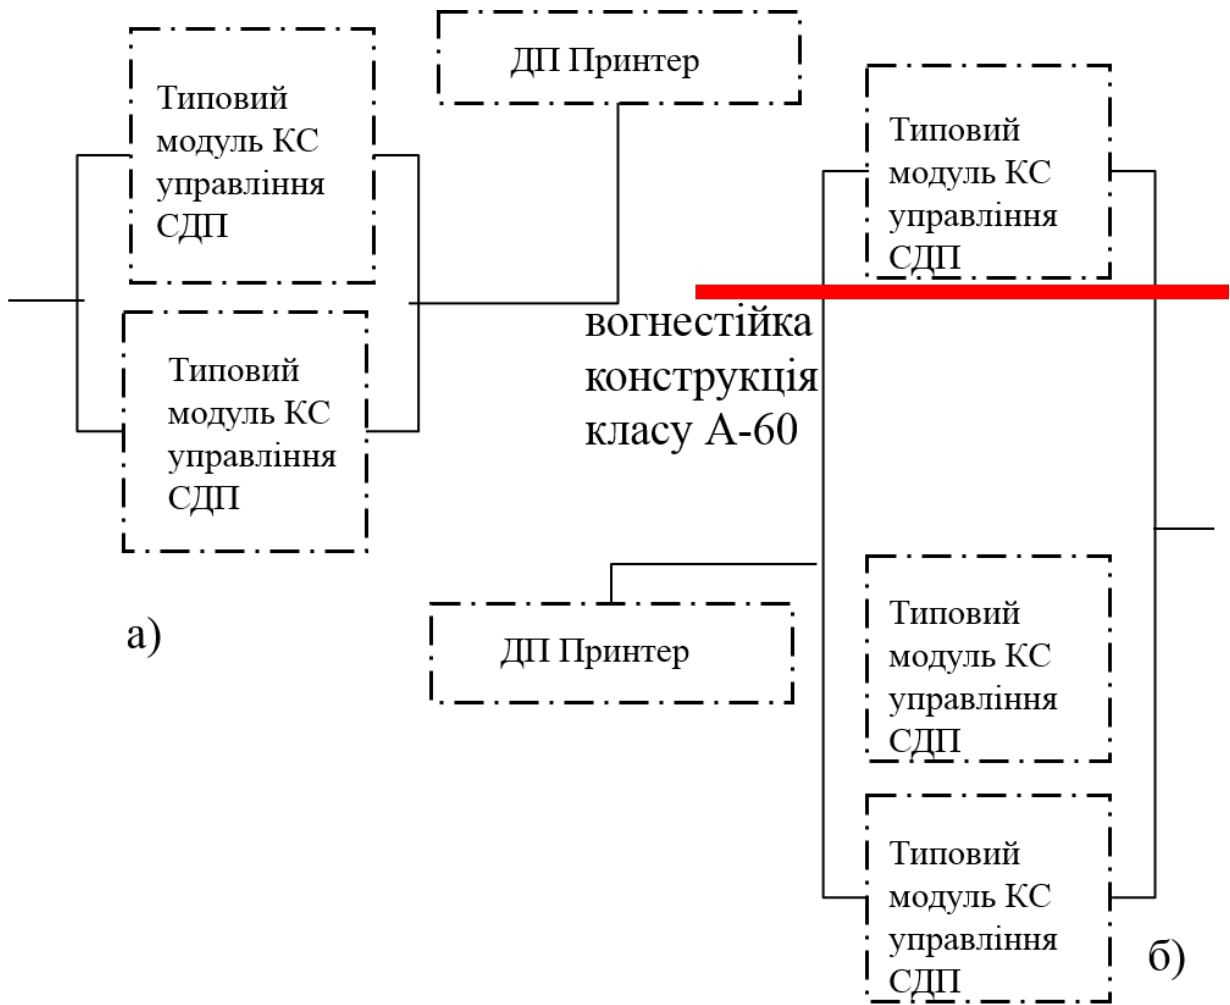 ДП Принтер
Типовий
модуль КС
управління
СДП
Типовий
модуль КС
управління
СДП
а)
Типовий
модуль КС
управління
СДП
вогнестійка
конструкція
класу А-60
ДП Принтер
Типовий
модуль КС
управління
СДП
Типовий
модуль КС
управління
СДП
б)